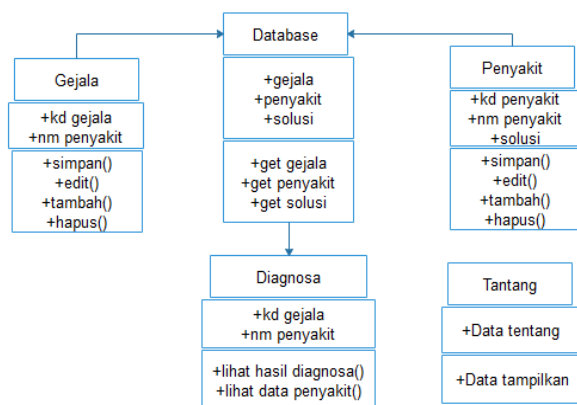 Database
+gejala
+penyakit
+solusi
+get gejala
+get penyakit
+get solusi
Gejala
+kd gejala
+nm penyakit
+simpan()
+edit()
+tambah()
+hapus()
Penyakit
+kd penyakit
+nm penyakit
+solusi
+simpan()
+edit()
+tambah()
+hapus()
Diagnosa
+kd gejala
+nm penyakit
+lihat hasil diagnosa()
+lihat data penyakit()
Tantang
+Data tentang
+Data tampilkan